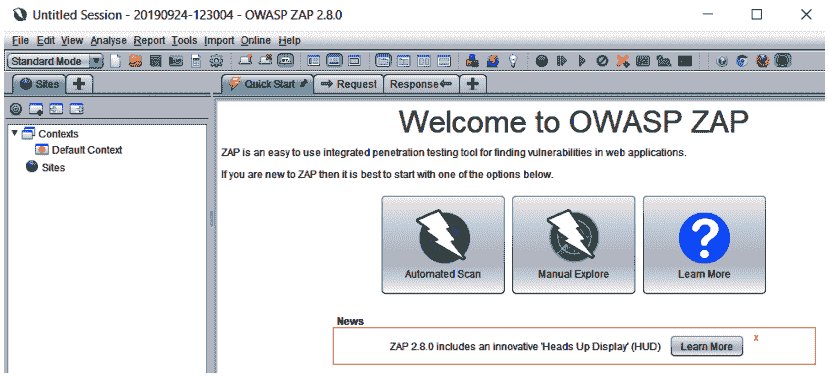 Untitled Session - 20190924-123004 - OWASP ZAP 2.8.0
File Edit View Analyse Report Tools Import Online Help
Standard Mode
Sites
Quick Start
Request
Response
Contexts
Default Context
Sites
Welcome to OWASP ZAP
ZAP is an easy to use integrated penetration testing tool for finding vulnerabilities in web applications.
If you are new to ZAP then it is best to start with one of the options below.
Automated Scan
Manual Explore
?
Learn More
News
ZAP 2.8.0 includes an innovative 'Heads Up Display' (HUD) Learn More x